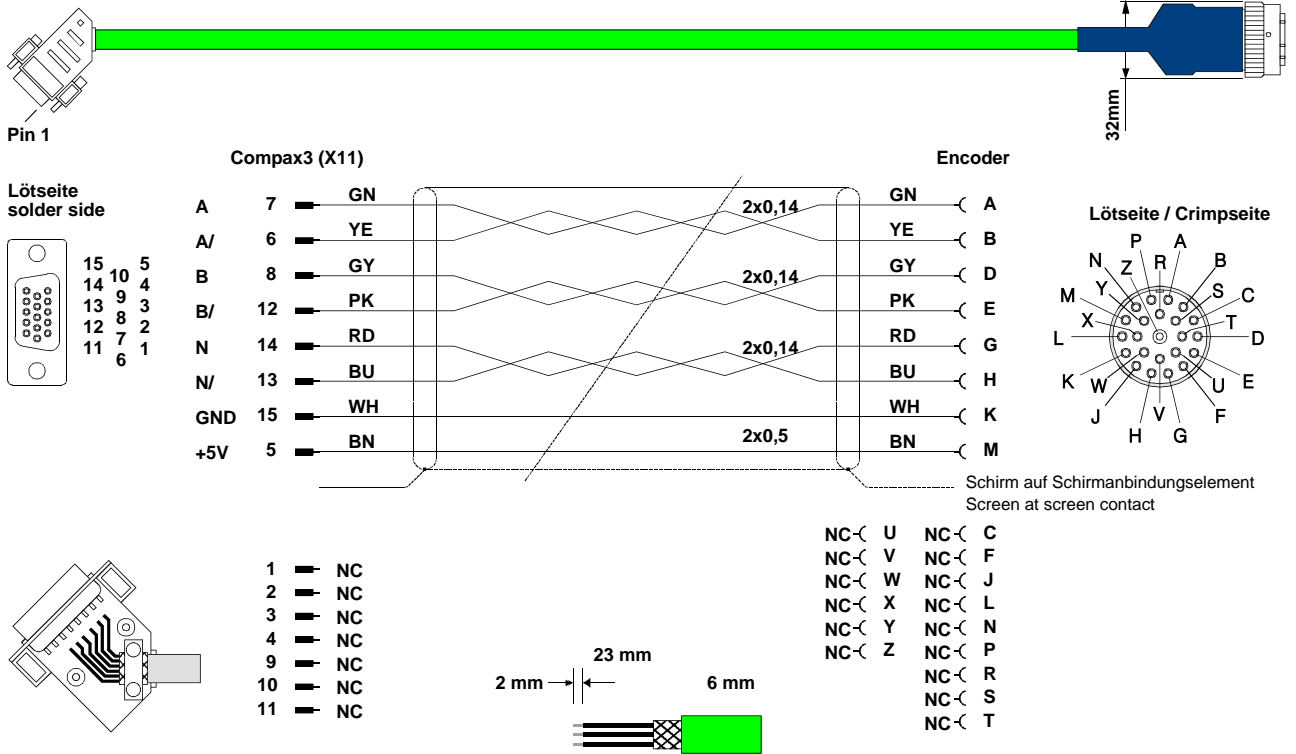 32mm
Pin 1
Compax3 (X11)
Encoder
Lötseite
solder side
Lötseite / Crimpseite
A 7 GN 2x0,14 GN A
A/ 6 YE YE B
B 8 GY 2x0,14 GY D
B/ 12 PK PK E
N 14 RD 2x0,14 RD G
N/ 13 BU BU H
GND 15 WH WH K
+5V 5 BN 2x0,5 BN M
15 10 5
14 9 4
13 8 3
12 7 2
11 6 1
P R A
N Z B
M Y S C
X T
L D
K W U E
J V F
H G
Schirm auf Schirmanbindungselement
Screen at screen contact
NC U NC C
NC V NC F
NC W NC J
NC X NC L
NC Y NC N
NC Z NC P
NC R
NC S
NC T
1 NC
2 NC
3 NC
4 NC
9 NC
10 NC
11 NC
23 mm
2 mm 6 mm